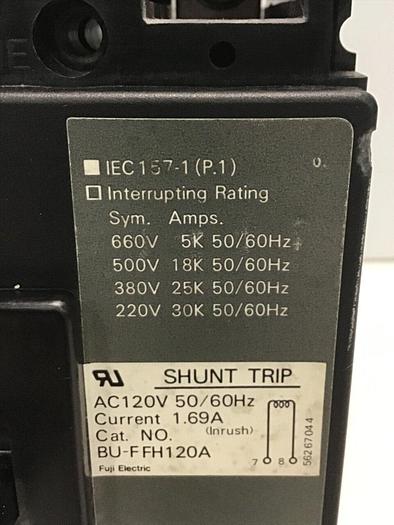 E
■ IEC 157-1 (P.1) 0.
□ Interrupting Rating
Sym. Amps.
660V 5K 50/60Hz
500V 18K 50/60Hz
380V 25K 50/60Hz
220V 30K 50/60Hz
RU SHUNT TRIP
AC120V 50/60Hz
Current 1.69A
(Inrush)
Cat. NO.
BU-FFH120A
Fuji Electric
7 8
56267044